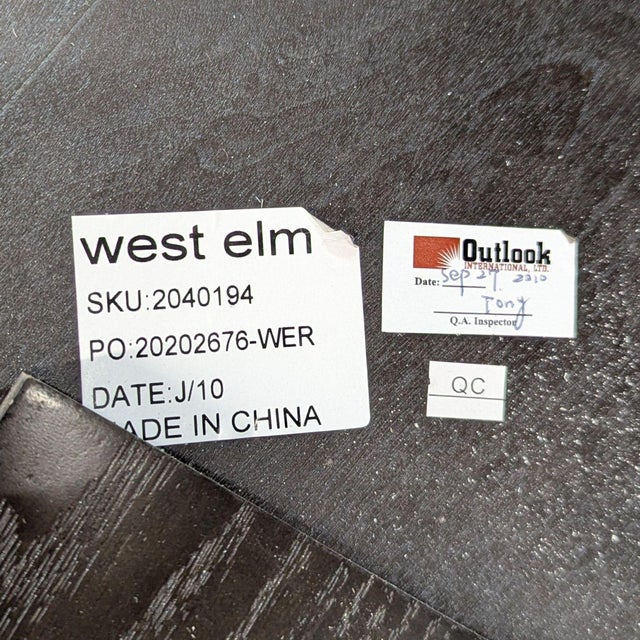 west elm
SKU:2040194
PO:20202676-WER
DATE:J/10
MADE IN CHINA
Outlook
INTERNATIONAL, LTD.
Date: Sep 27 2010
Tony
Q.A. Inspector
QC